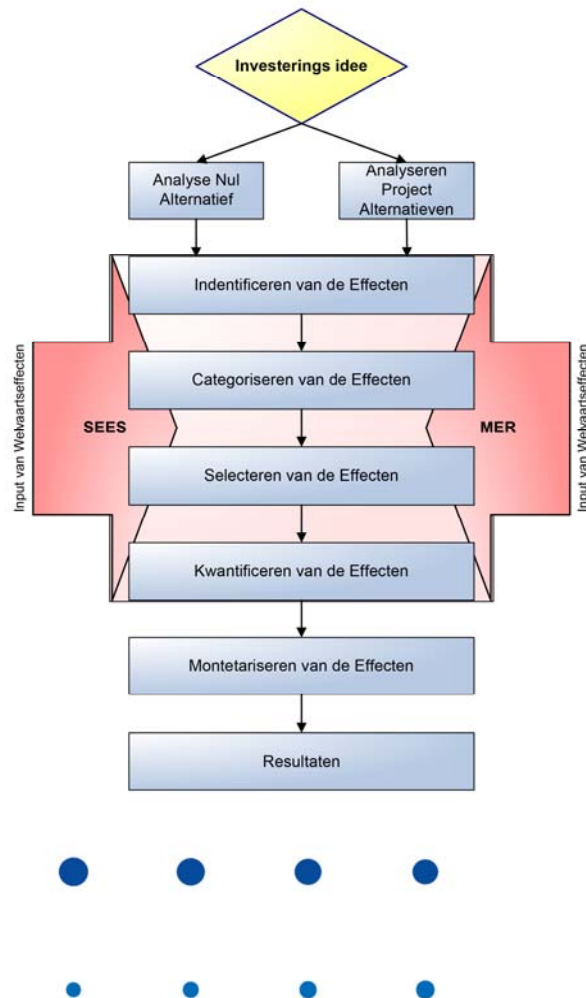 Investerings idee
Analyse Nul
Alternatief
Analyseren
Project
Alternatieven
Indentificeren van de Effecten
Input van Welvaartseffecten
SEES
Categoriseren van de Effecten
MER
Input van Welvaartseffecten
Selecteren van de Effecten
Kwantificeren van de Effecten
Montetariseren van de Effecten
Resultaten